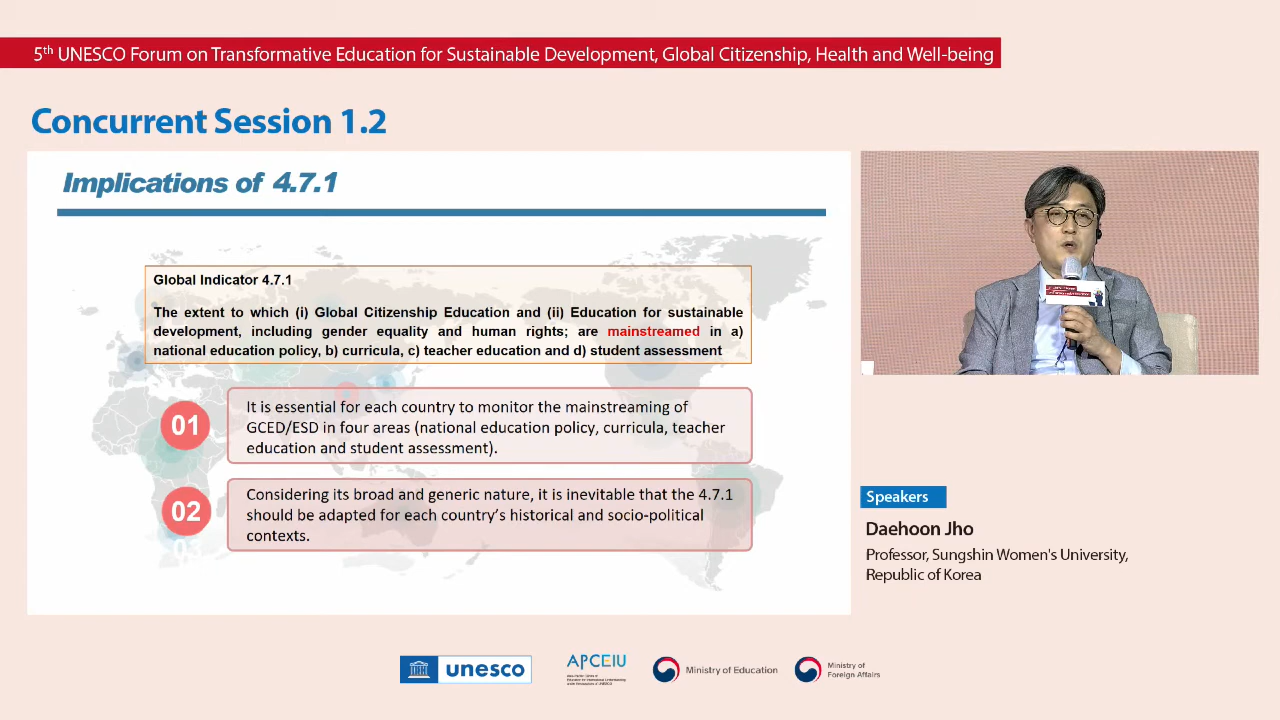 5th UNESCO Forum on Transformative Education for Sustainable Development, Global Citizenship, Health and Well-being
Concurrent Session 1.2
Implications of 4.7.1
Global Indicator 4.7.1
The extent to which (i) Global Citizenship Education and (ii) Education for sustainable
development, including gender equality and human rights; are mainstreamed in a)
national education policy, b) curricula, c) teacher education and d) student assessment
01
It is essential for each country to monitor the mainstreaming of
GCED/ESD in four areas (national education policy, curricula, teacher
education and student assessment).
02
Considering its broad and generic nature, it is inevitable that the 4.7.1
should be adapted for each country's historical and socio-political
contexts.
03
Speakers
Daehoon Jho
Professor, Sungshin Women's University,
Republic of Korea
unesco
APCEIU
Ministry of Education
Ministry of
Foreign Affairs